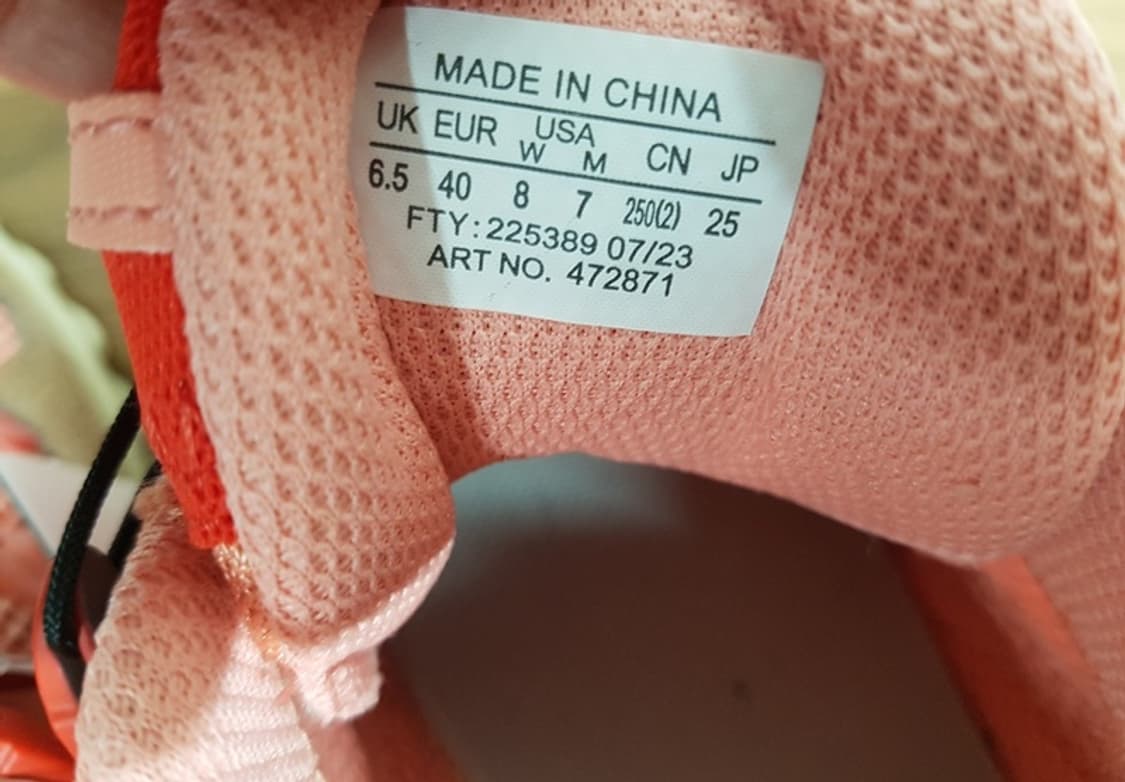 MADE IN CHINA
UK EUR USA CN JP
W M
6.5 40 8 7 250(2) 25
FTY: 225389 07/23
ART NO. 472871